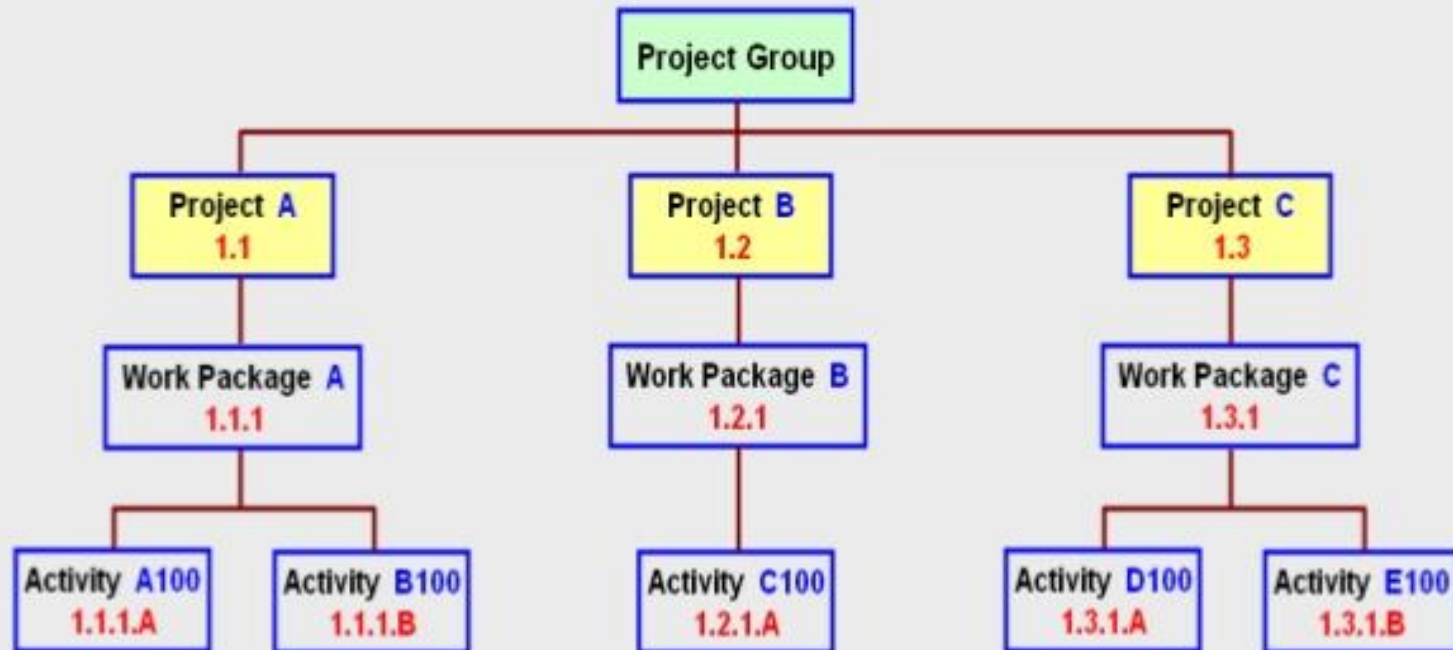 Project Group
Project A
1.1
Project B
1.2
Project C
1.3
Work Package A
1.1.1
Work Package B
1.2.1
Work Package C
1.3.1
Activity A100
1.1.1.A
Activity B100
1.1.1.B
Activity C100
1.2.1.A
Activity D100
1.3.1.A
Activity E100
1.3.1.B